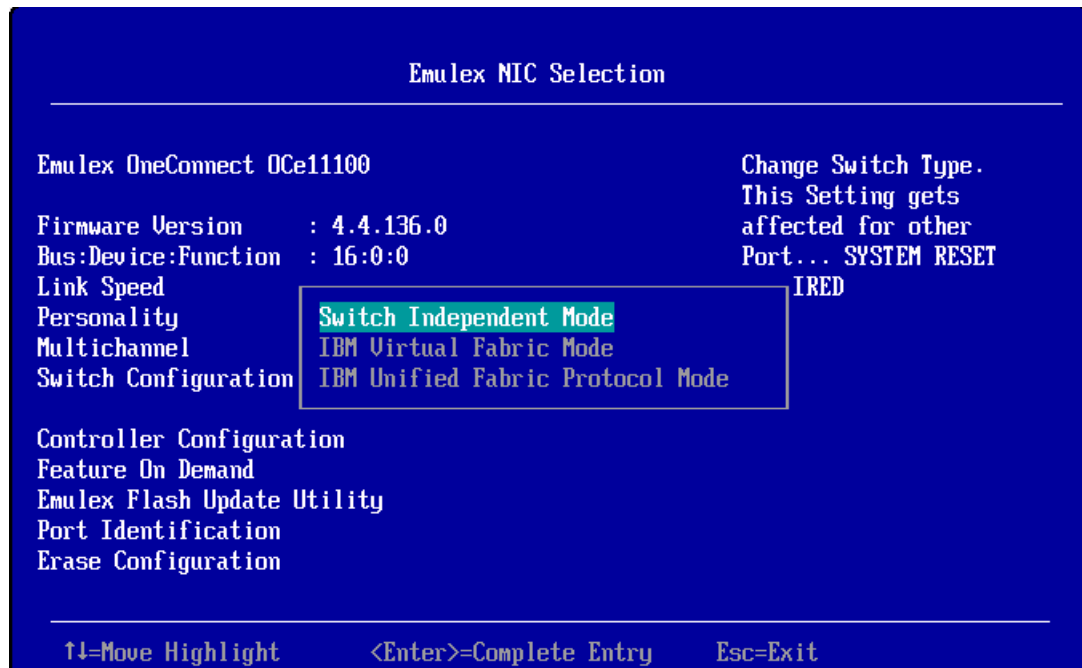 Emulex NIC Selection
Emulex OneConnect OCe11100
Firmware Version : 4.4.136.0
Bus:Device:Function : 16:0:0
Link Speed
Personality
Multichannel
Switch Configuration
Switch Independent Mode
IBM Virtual Fabric Mode
IBM Unified Fabric Protocol Mode
Controller Configuration
Feature On Demand
Emulex Flash Update Utility
Port Identification
Erase Configuration
Change Switch Type.
This Setting gets
affected for other
Port... SYSTEM RESET
IRED
↑↓=Move Highlight <Enter>=Complete Entry Esc=Exit